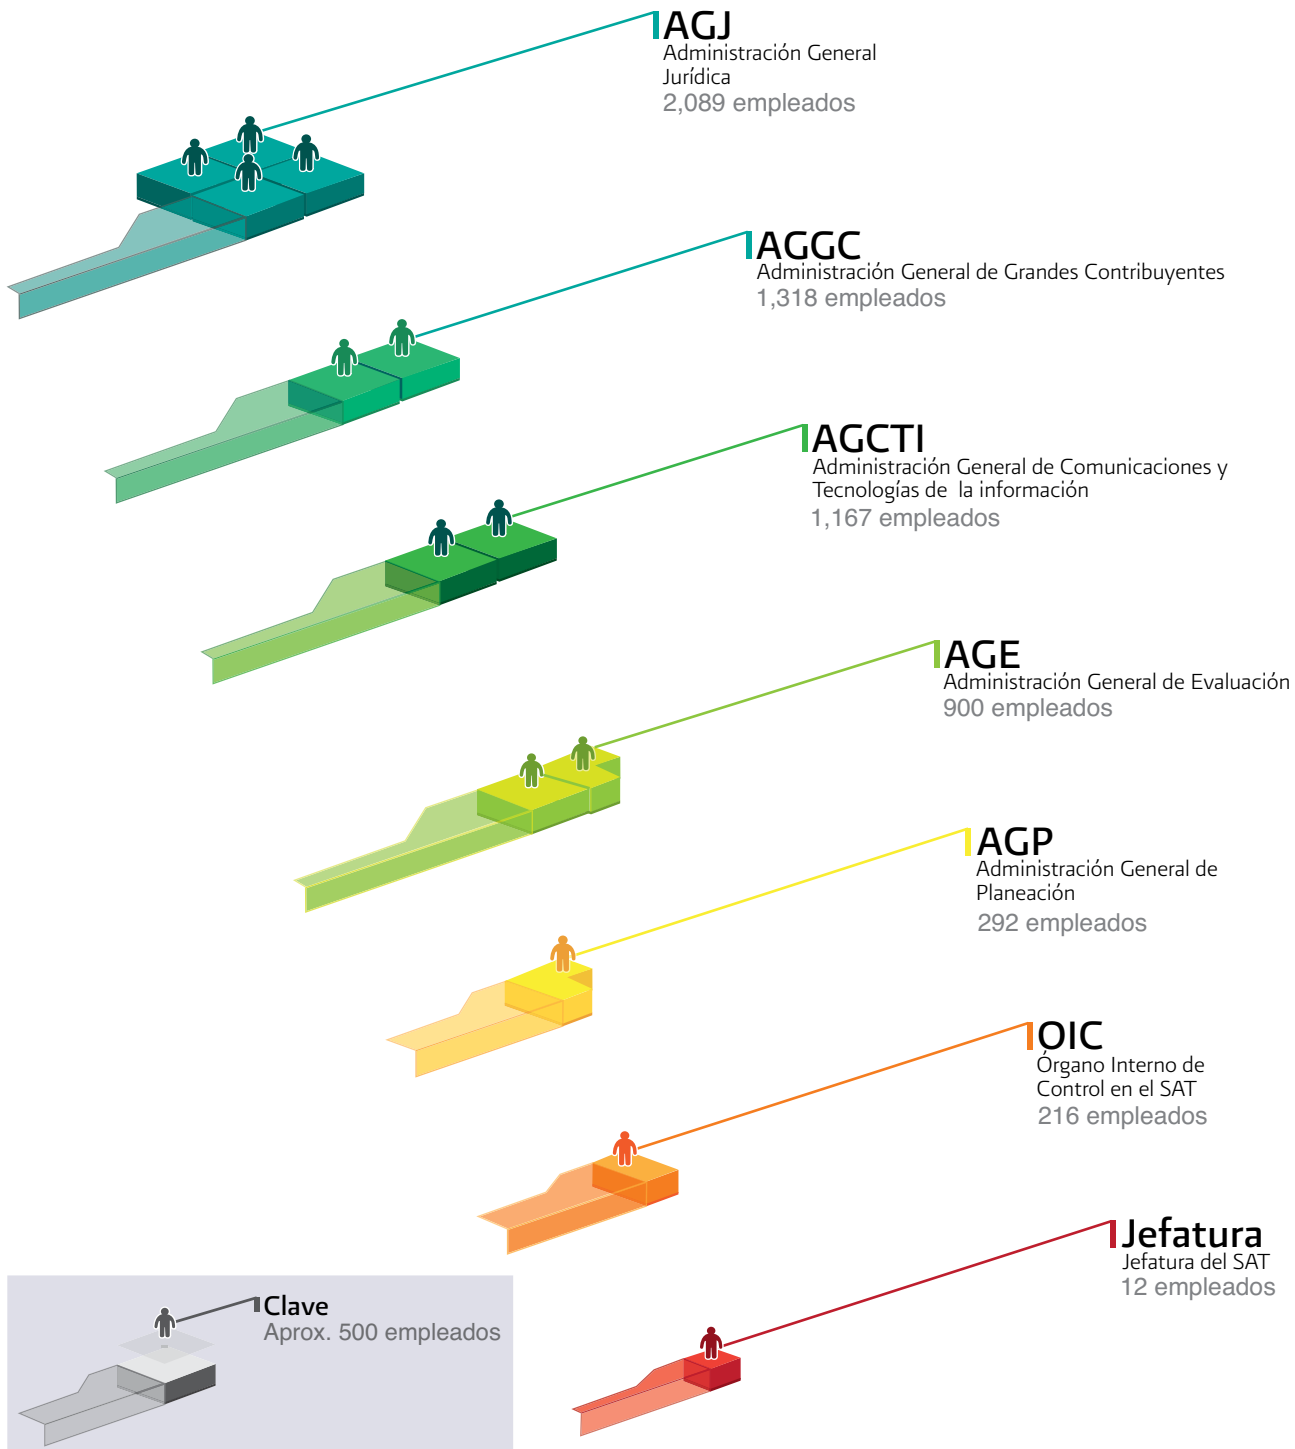 AGJ
Administración General
Jurídica
2,089 empleados
AGGC
Administración General de Grandes Contribuyentes
1,318 empleados
AGCTI
Administración General de Comunicaciones y
Tecnologías de la información
1,167 empleados
AGE
Administración General de Evaluación
900 empleados
AGP
Administración General de
Planeación
292 empleados
OIC
Órgano Interno de
Control en el SAT
216 empleados
Jefatura
Jefatura del SAT
12 empleados
Clave
Aprox. 500 empleados